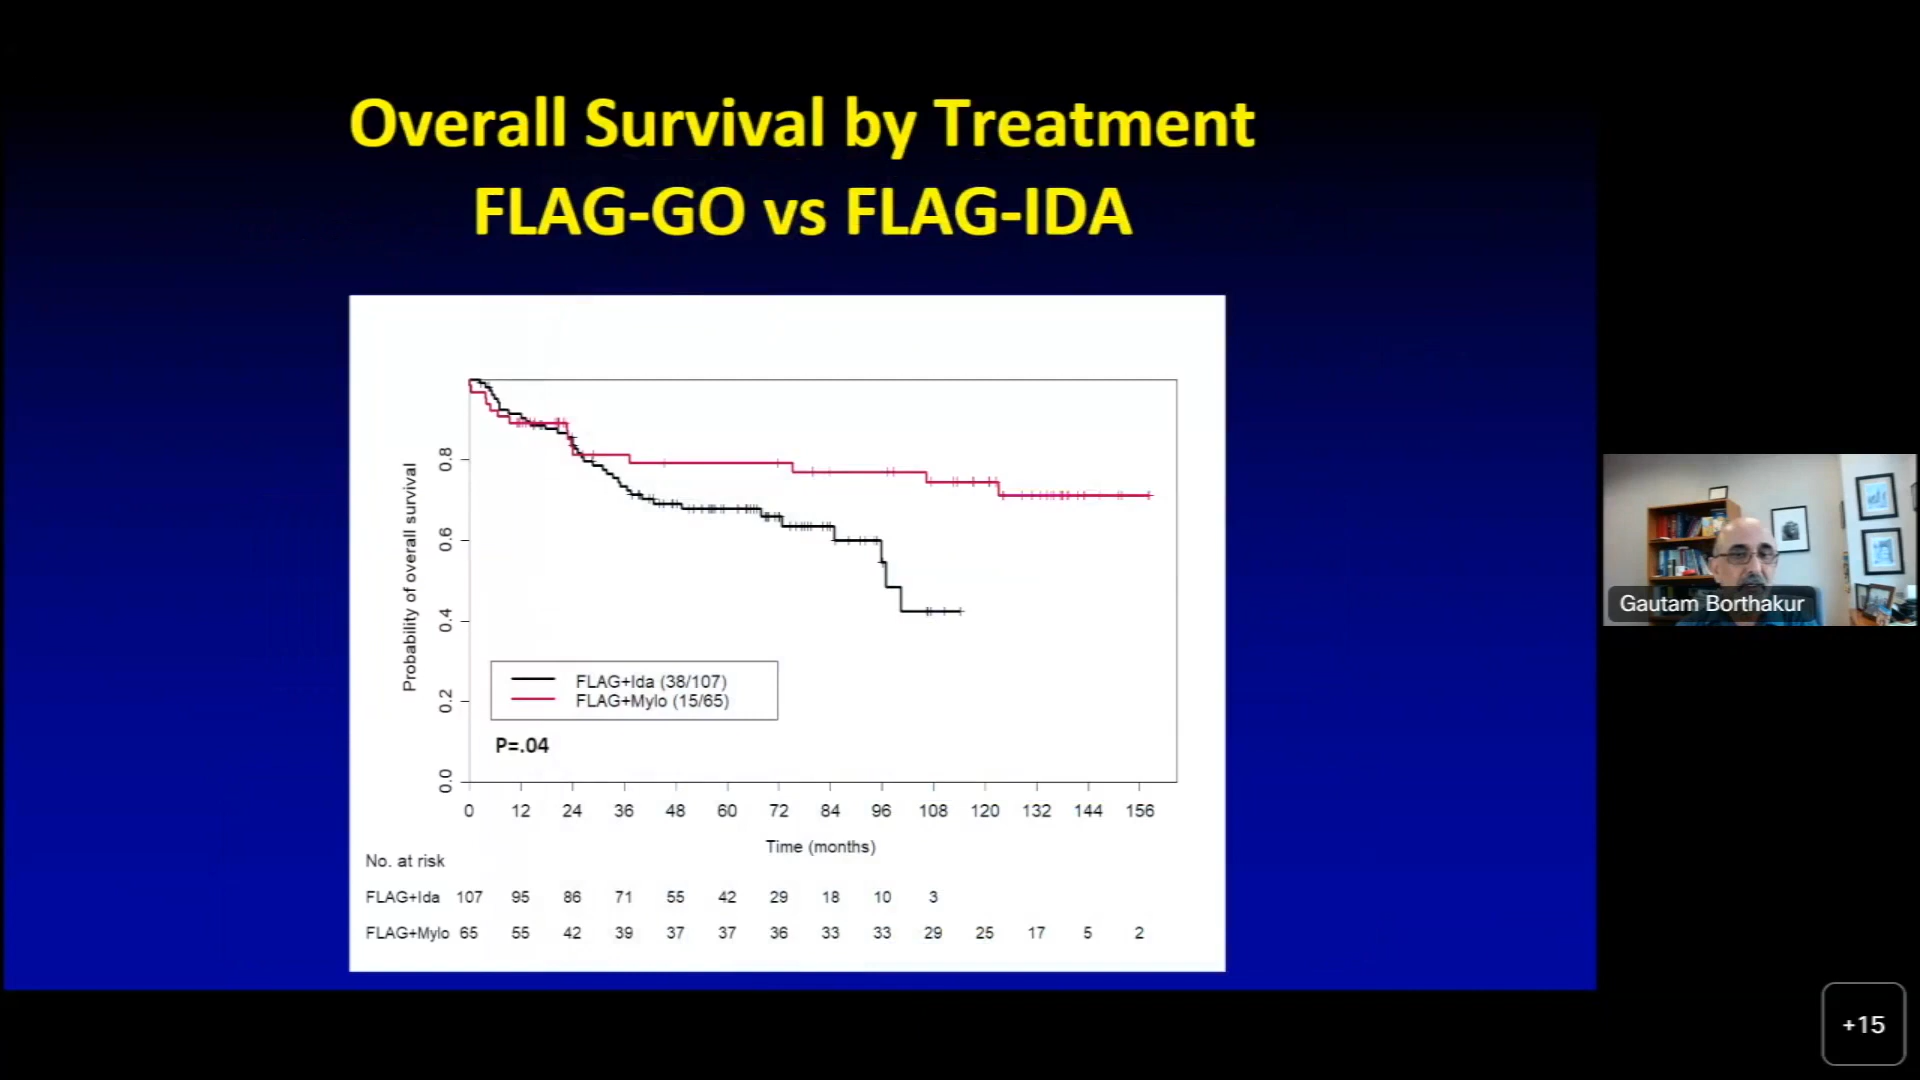 Overall Survival by Treatment
FLAG-GO vs FLAG-IDA
Probability of overall survival
0.8
0.6
0.4
0.2
0.0
FLAG+Ida (38/107)
FLAG+Mylo (15/65)
P=.04
0 12 24 36 48 60 72 84 96 108 120 132 144 156
Time (months)
No. at risk
FLAG+Ida 107 95 86 71 55 42 29 18 10 3
FLAG+Mylo 65 55 42 39 37 37 36 33 33 29 25 17 5 2
Gautam Borthakur
+15